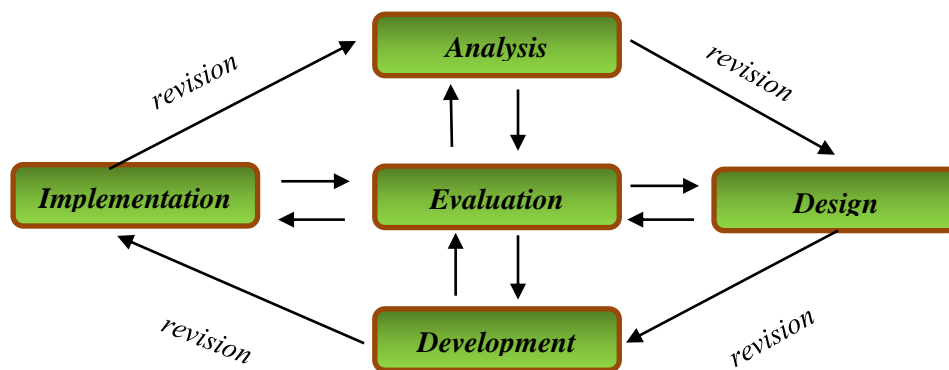 Analysis
revision
revision
Implementation
Evaluation
Design
revision
Development
revision